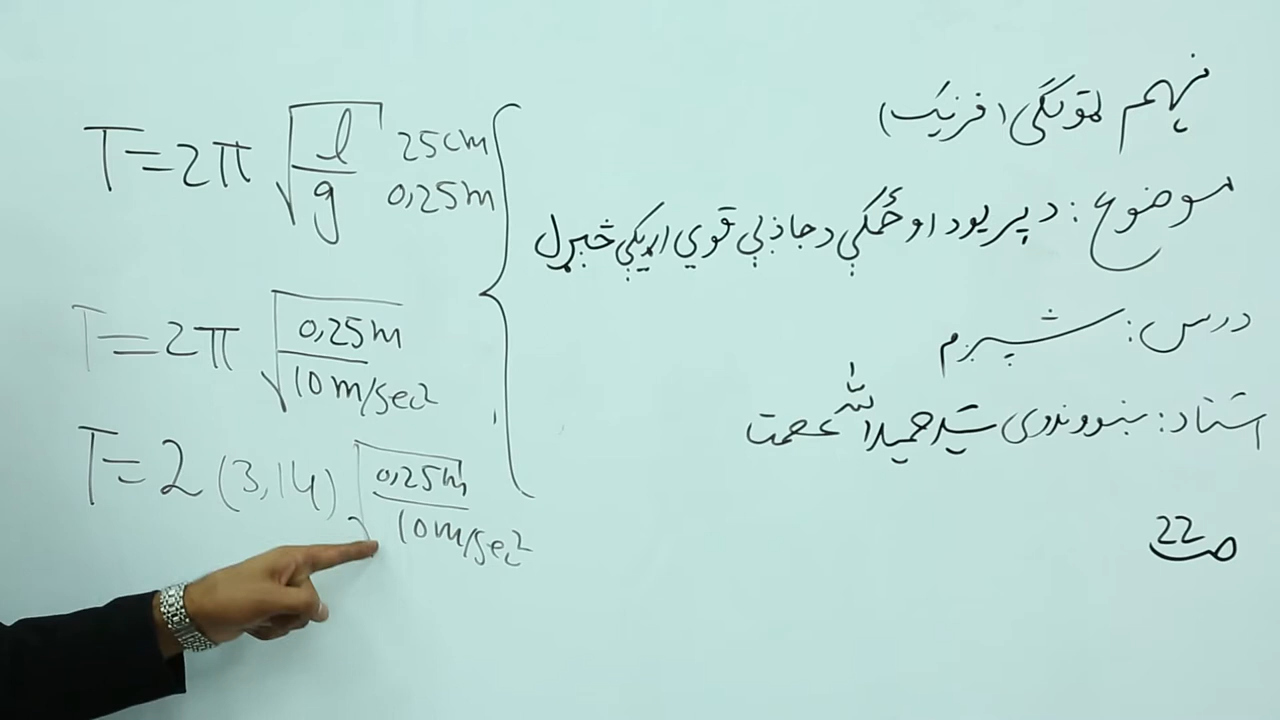 نهم ټولګی (فزیک)
موضوع: د پریود او ځمکې د جاذبې قوې اړیکې څېړل
درس: شپږم
استاد: ښوونوی سید حمیدالله عصمت
ص 22
T=2π√(l/g) 25cm
0,25m
T=2π√(0,25m/10m/sec²)
T=2(3,14)√(0,25m/10m/sec²)